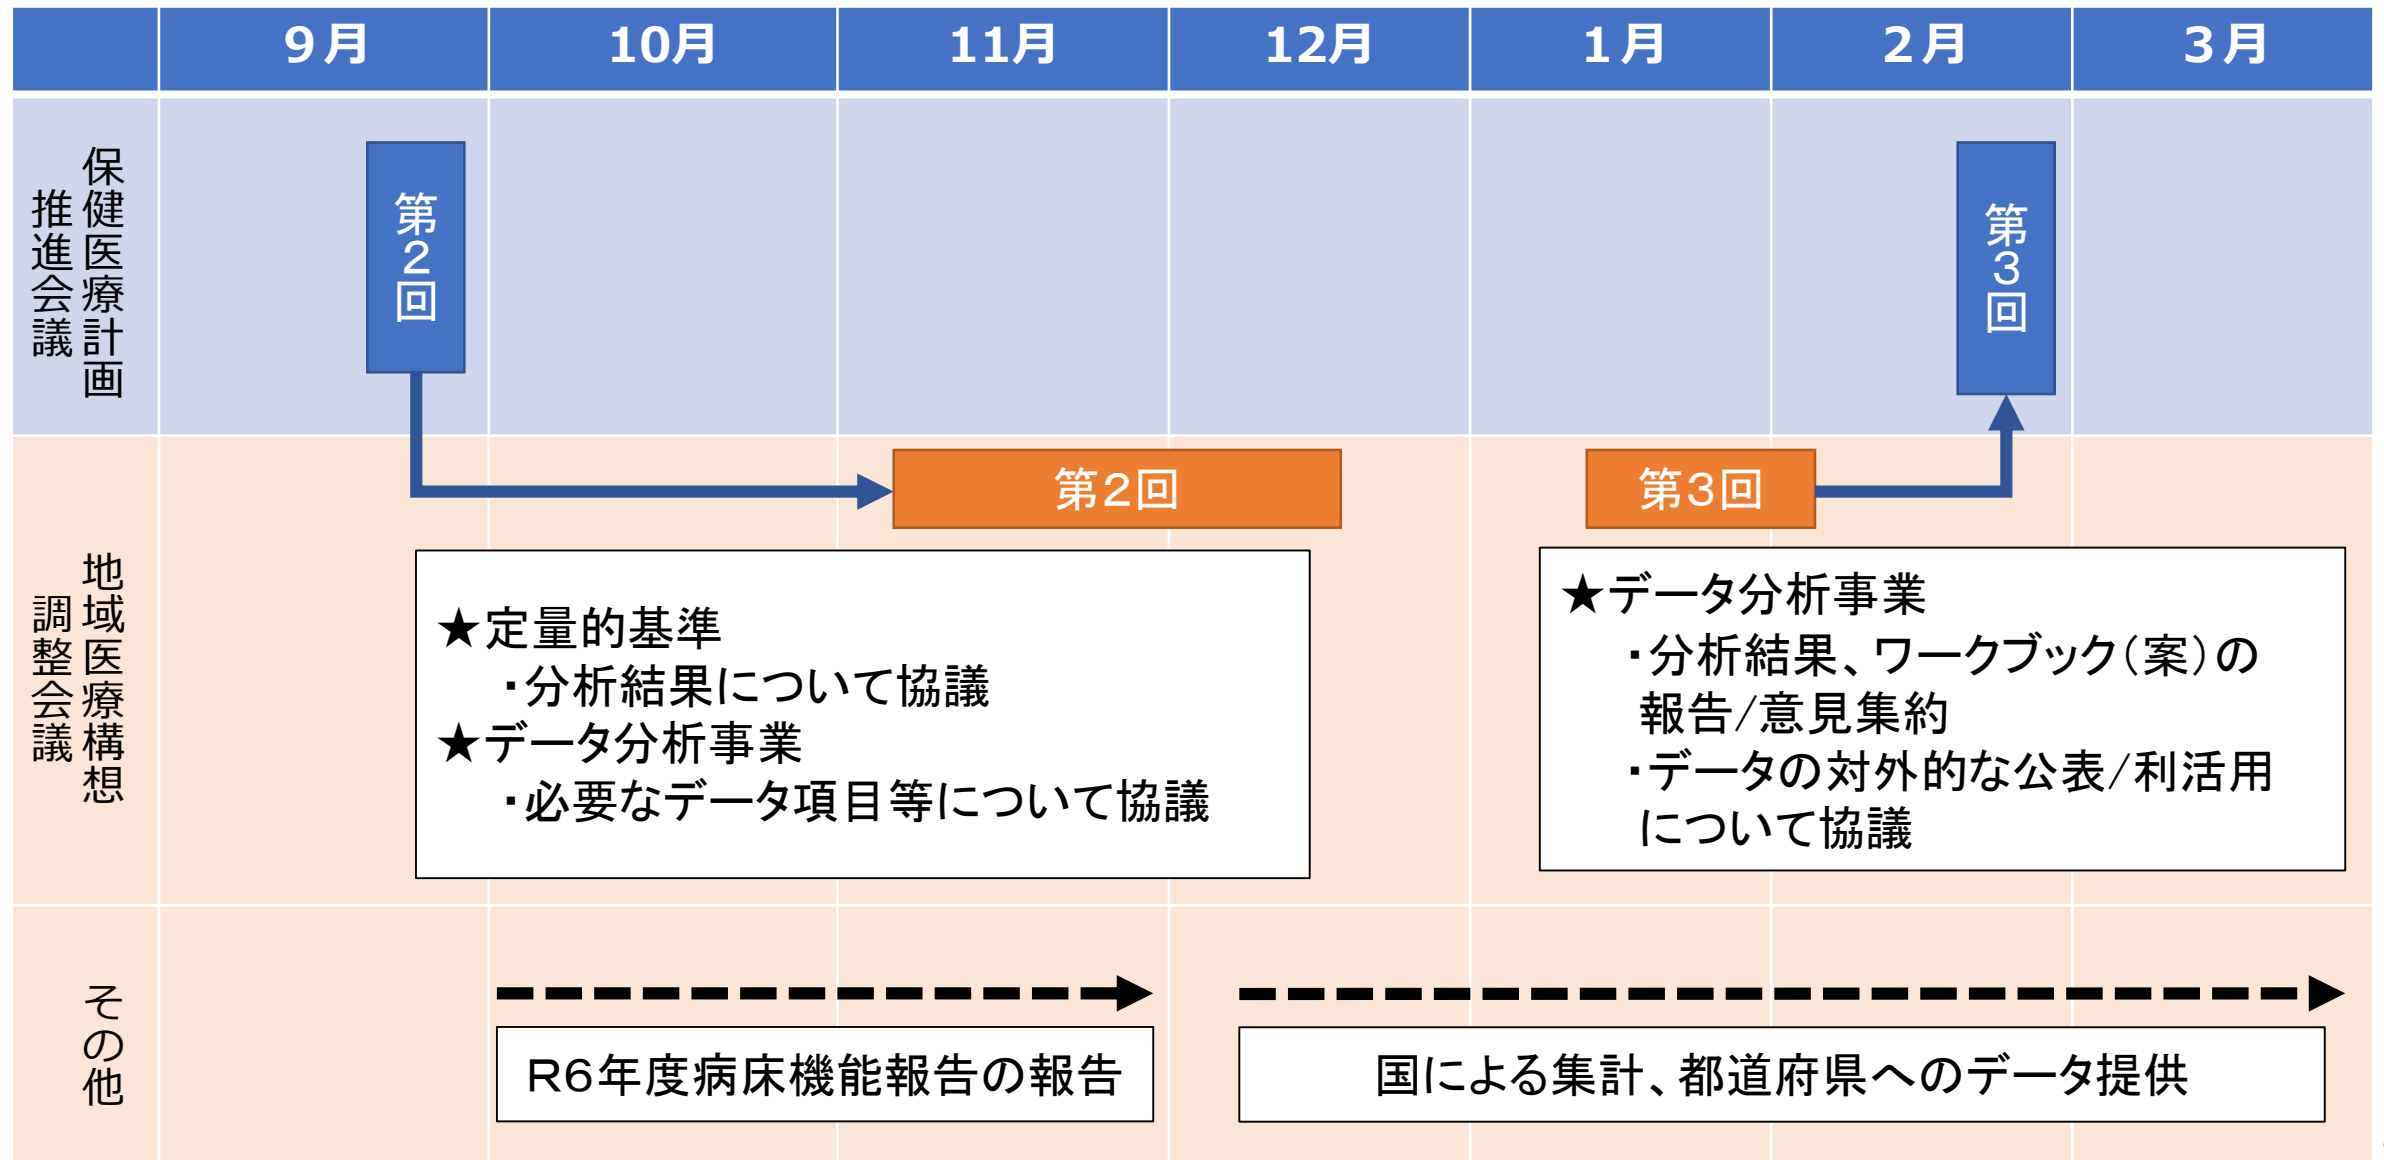 ９月
10月
11月
12月
１月
２月
３月
保健医療計画
推進会議
第２回
第３回
地域医療構想
調整会議
第２回
第３回
★定量的基準
・分析結果について協議
★データ分析事業
・必要なデータ項目等について協議
★データ分析事業
・分析結果、ワークブック（案）の
報告/意見集約
・データの対外的な公表/利活用
について協議
その他
Ｒ６年度病床機能報告の報告
国による集計、都道府県へのデータ提供